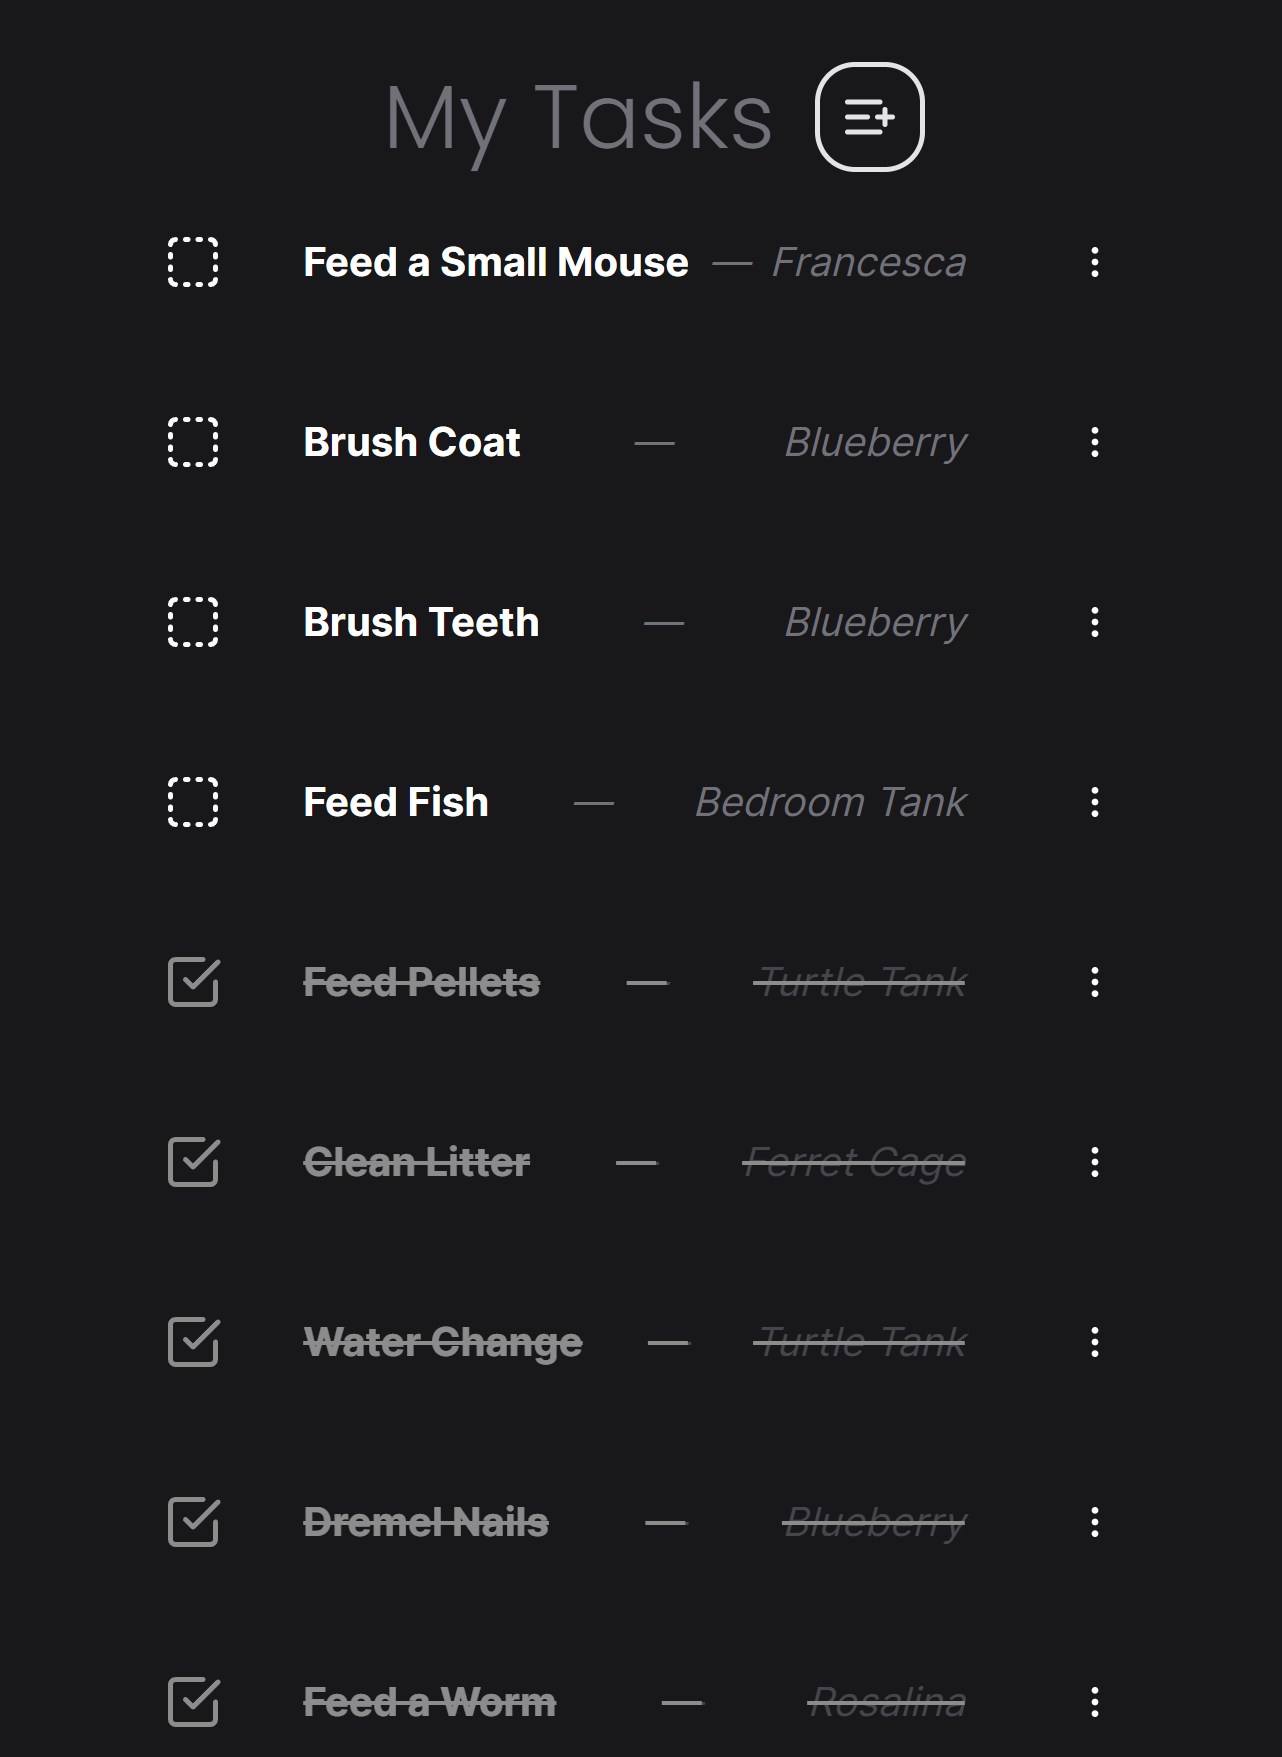 My Tasks
Feed a Small Mouse — Francesca
Brush Coat — Blueberry
Brush Teeth — Blueberry
Feed Fish — Bedroom Tank
Feed Pellets — Turtle Tank
Clean Litter — Ferret Cage
Water Change — Turtle Tank
Dremel Nails — Blueberry
Feed a Worm — Rosalina